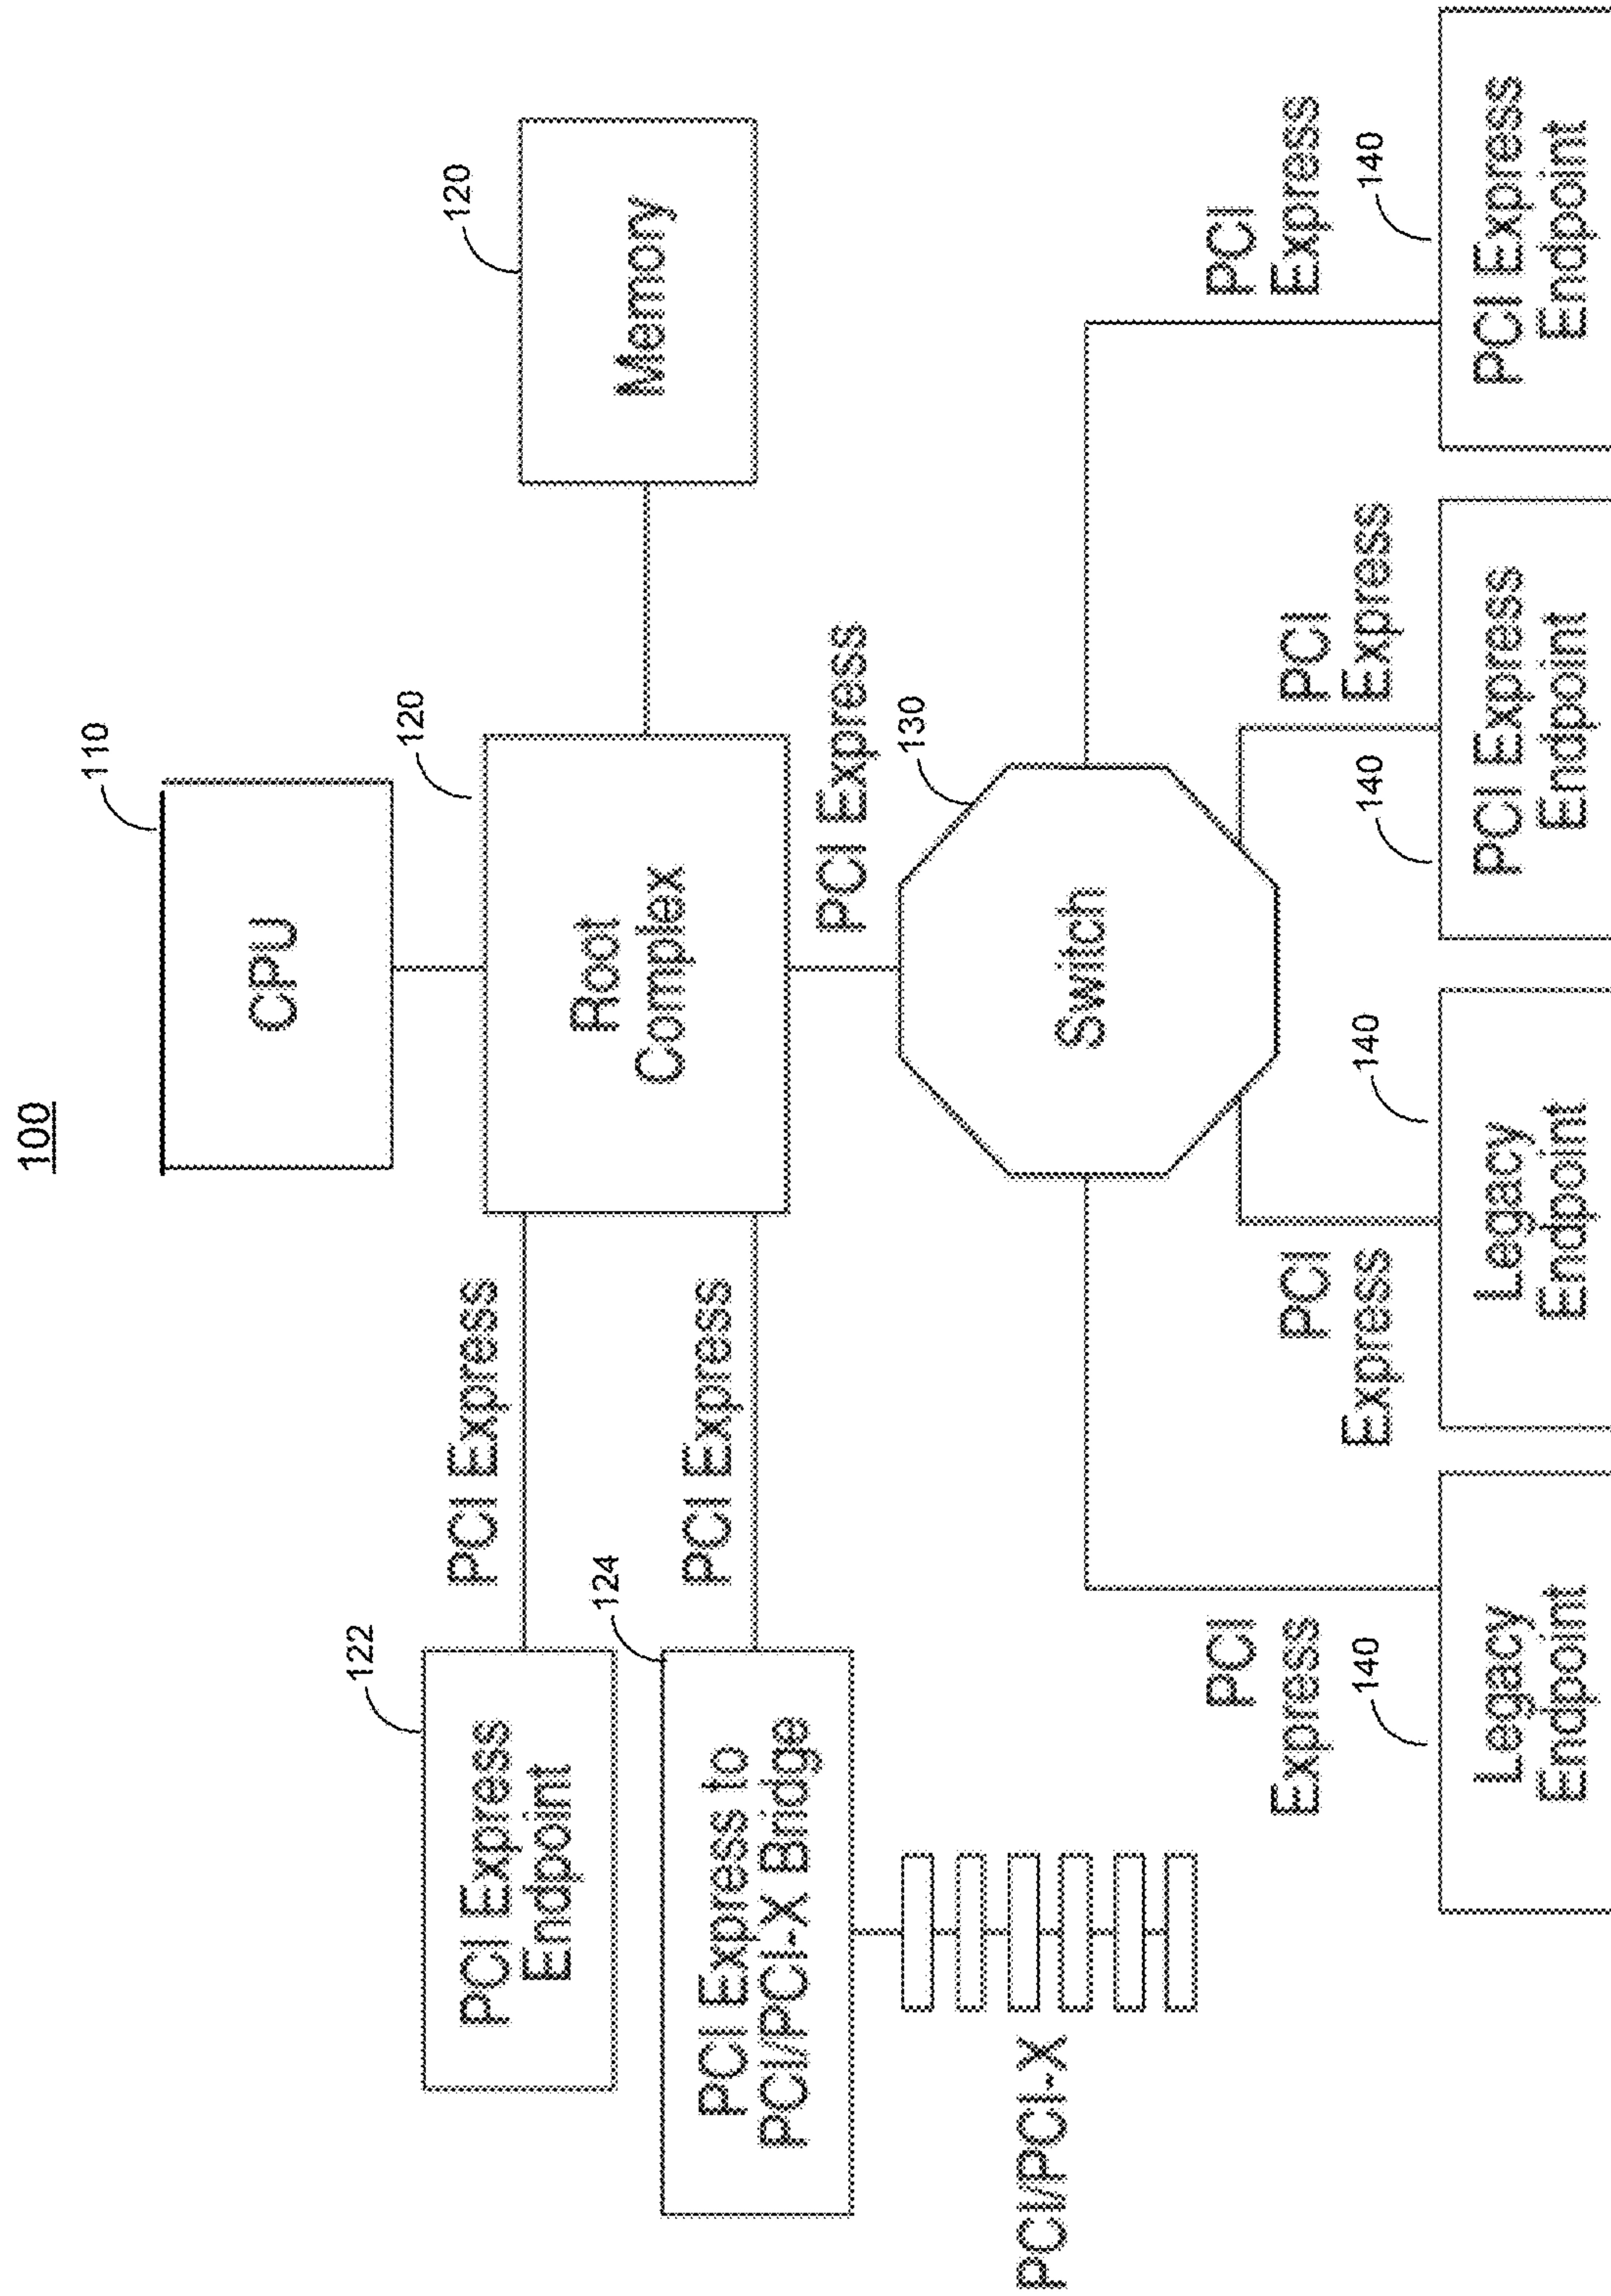 100
110
CPU
120
Root
Complex
120
Memory
122
PCI Express
Endpoint
PCI Express
124
PCI Express to
PCI/PCI-X Bridge
PCI Express
PCI/PCI-X
PCI Express
130
Switch
PCI
Express
140
Legacy
Endpoint
PCI
Express
140
Legacy
Endpoint
PCI
Express
140
PCI Express
Endpoint
PCI
Express
140
PCI Express
Endpoint